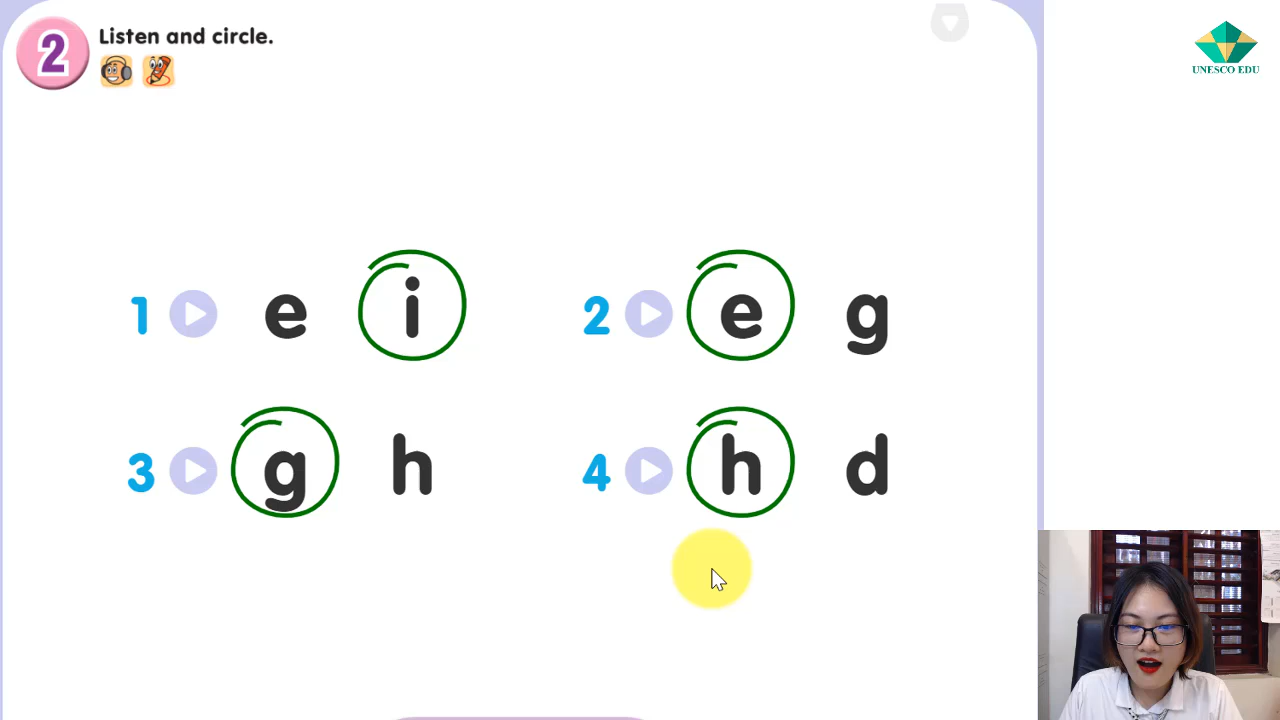 2 Listen and circle.
UNESCO EDU
1 e i
2 e g
3 g h
4 h d